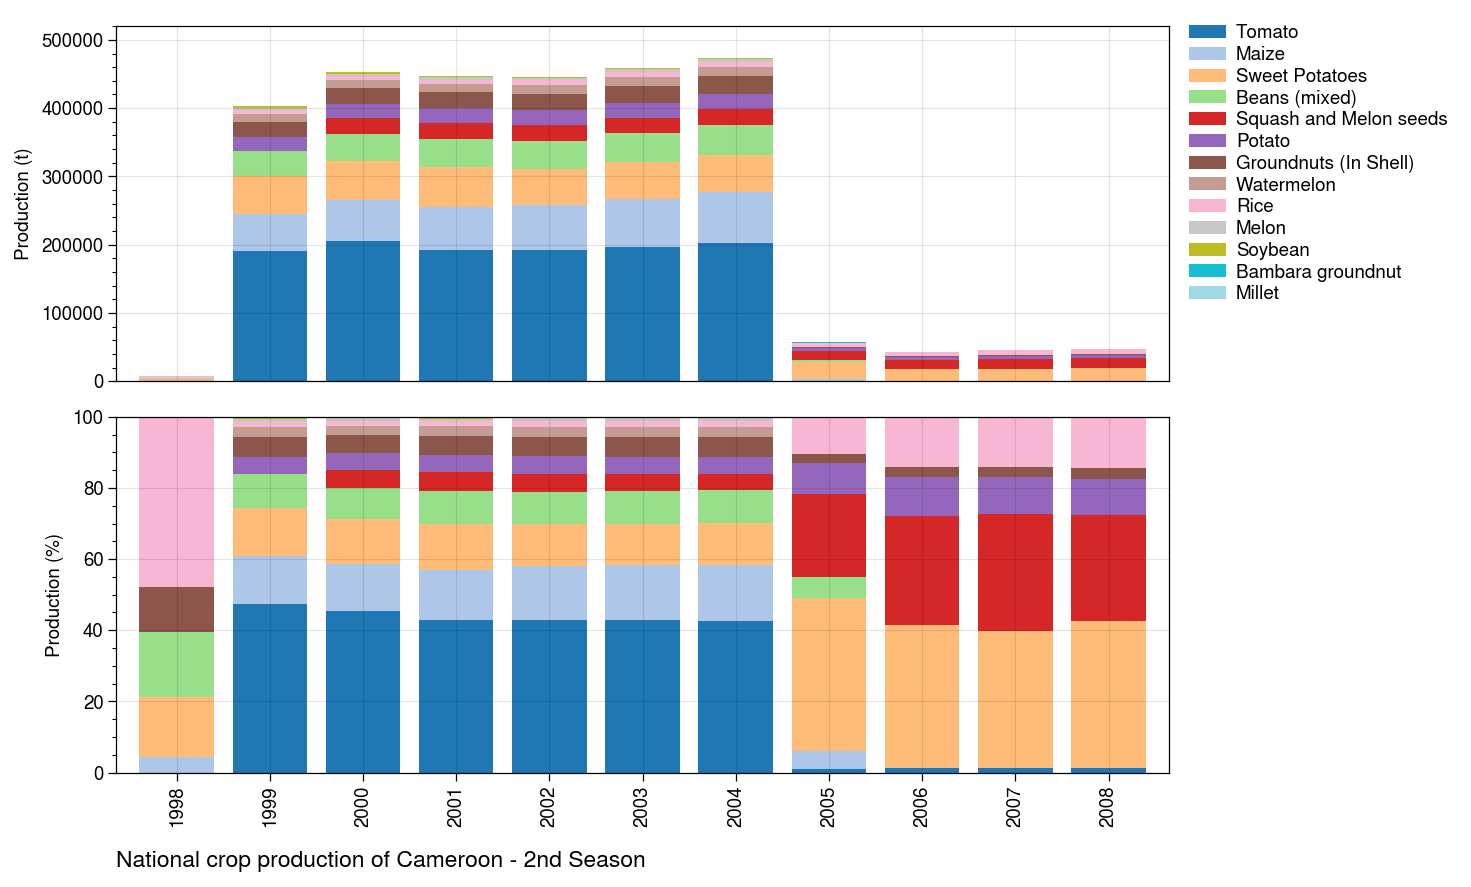 500000
400000
300000
200000
100000
0
Production (t)
Tomato
Maize
Sweet Potatoes
Beans (mixed)
Squash and Melon seeds
Potato
Groundnuts (In Shell)
Watermelon
Rice
Melon
Soybean
Bambara groundnut
Millet
100
80
60
40
20
0
Production (%)
1998
1999
2000
2001
2002
2003
2004
2005
2006
2007
2008
National crop production of Cameroon - 2nd Season